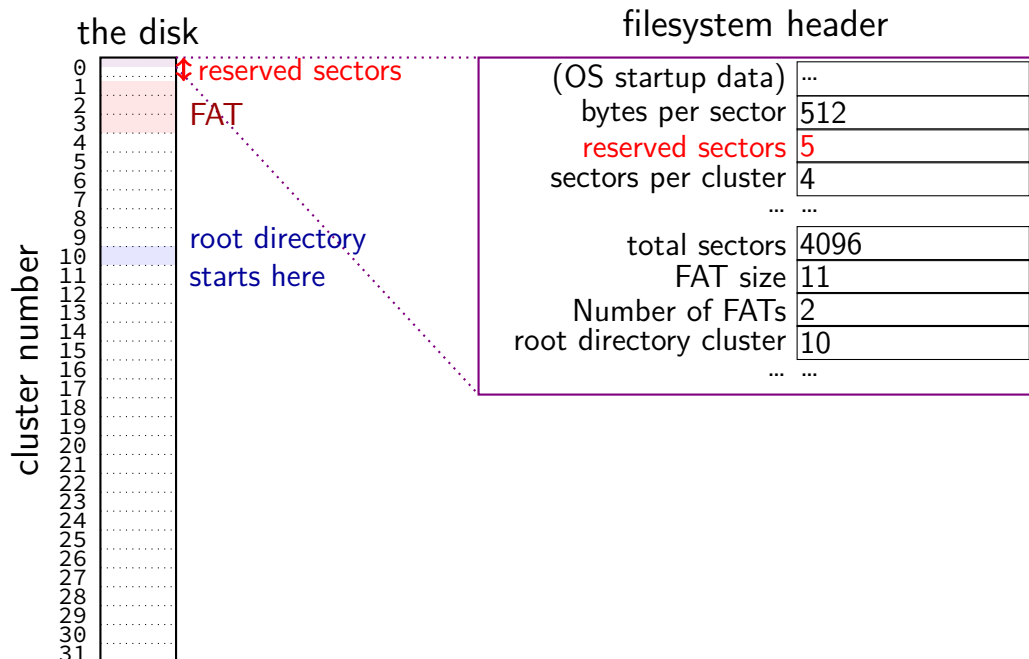 the disk
filesystem header
cluster number
0
1
2
3
4
5
6
7
8
9
10
11
12
13
14
15
16
17
18
19
20
21
22
23
24
25
26
27
28
29
30
31
reserved sectors
FAT
root directory
starts here
(OS startup data) ...
bytes per sector 512
reserved sectors 5
sectors per cluster 4
... ...
total sectors 4096
FAT size 11
Number of FATs 2
root directory cluster 10
... ...